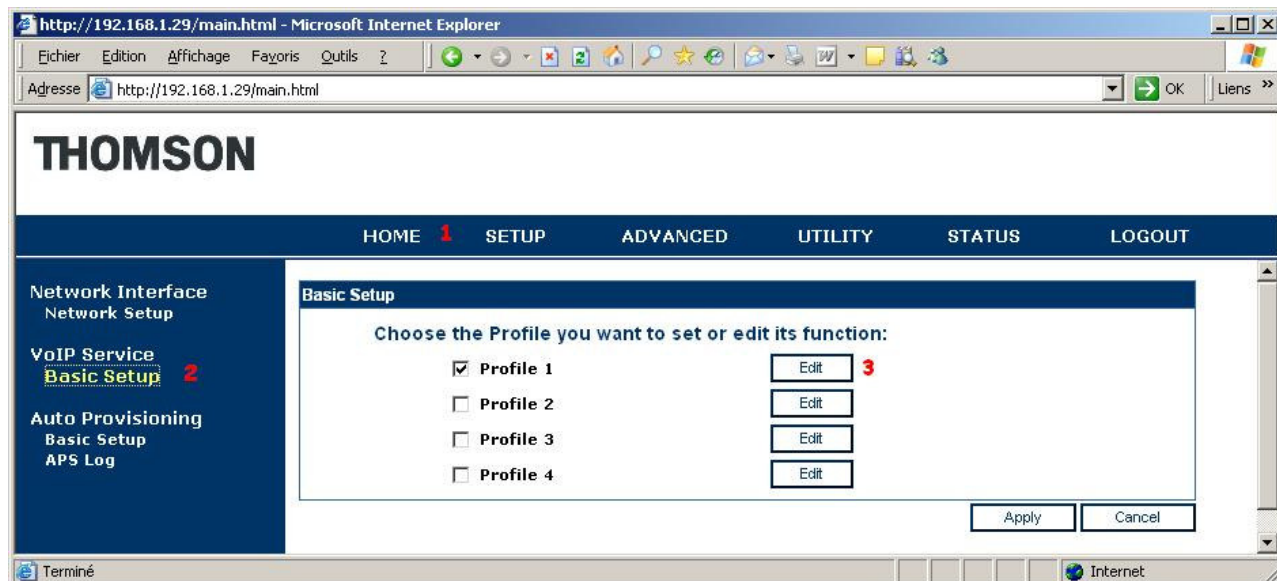 http://192.168.1.29/main.html - Microsoft Internet Explorer
Fichier Edition Affichage Favoris Outils ?
Adresse http://192.168.1.29/main.html OK Liens »
THOMSON
HOME 1 SETUP ADVANCED UTILITY STATUS LOGOUT
Network Interface
Network Setup
VoIP Service
Basic Setup 2
Auto Provisioning
Basic Setup
APS Log
Basic Setup
Choose the Profile you want to set or edit its function:
Profile 1 Edit 3
Profile 2 Edit
Profile 3 Edit
Profile 4 Edit
Apply Cancel
Terminé Internet